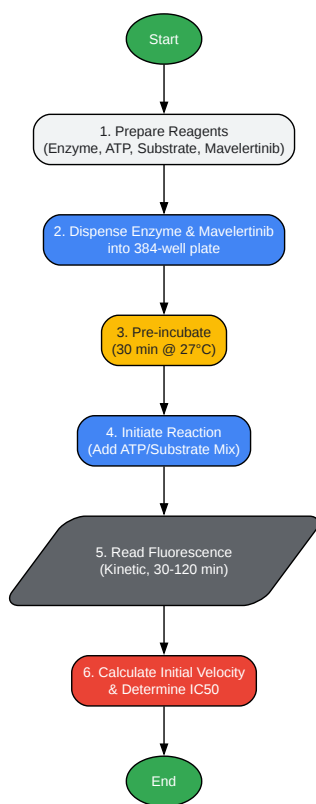 Start
1. Prepare Reagents
(Enzyme, ATP, Substrate, Mavelertinib)
2. Dispense Enzyme & Mavelertinib
into 384-well plate
3. Pre-incubate
(30 min @ 27°C)
4. Initiate Reaction
(Add ATP/Substrate Mix)
5. Read Fluorescence
(Kinetic, 30-120 min)
6. Calculate Initial Velocity
& Determine IC50
End